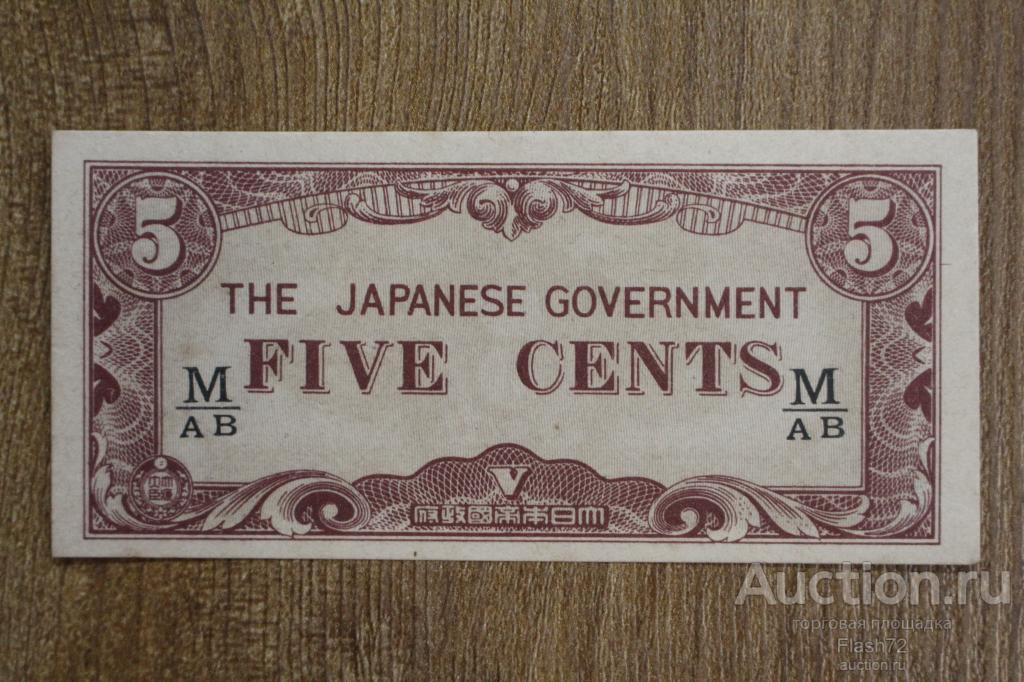 5 5
THE JAPANESE GOVERNMENT
FIVE CENTS
M M
AB AB
V
府政國帝本日大
Auction.ru
торговая площадка
Flash72
auction.ru